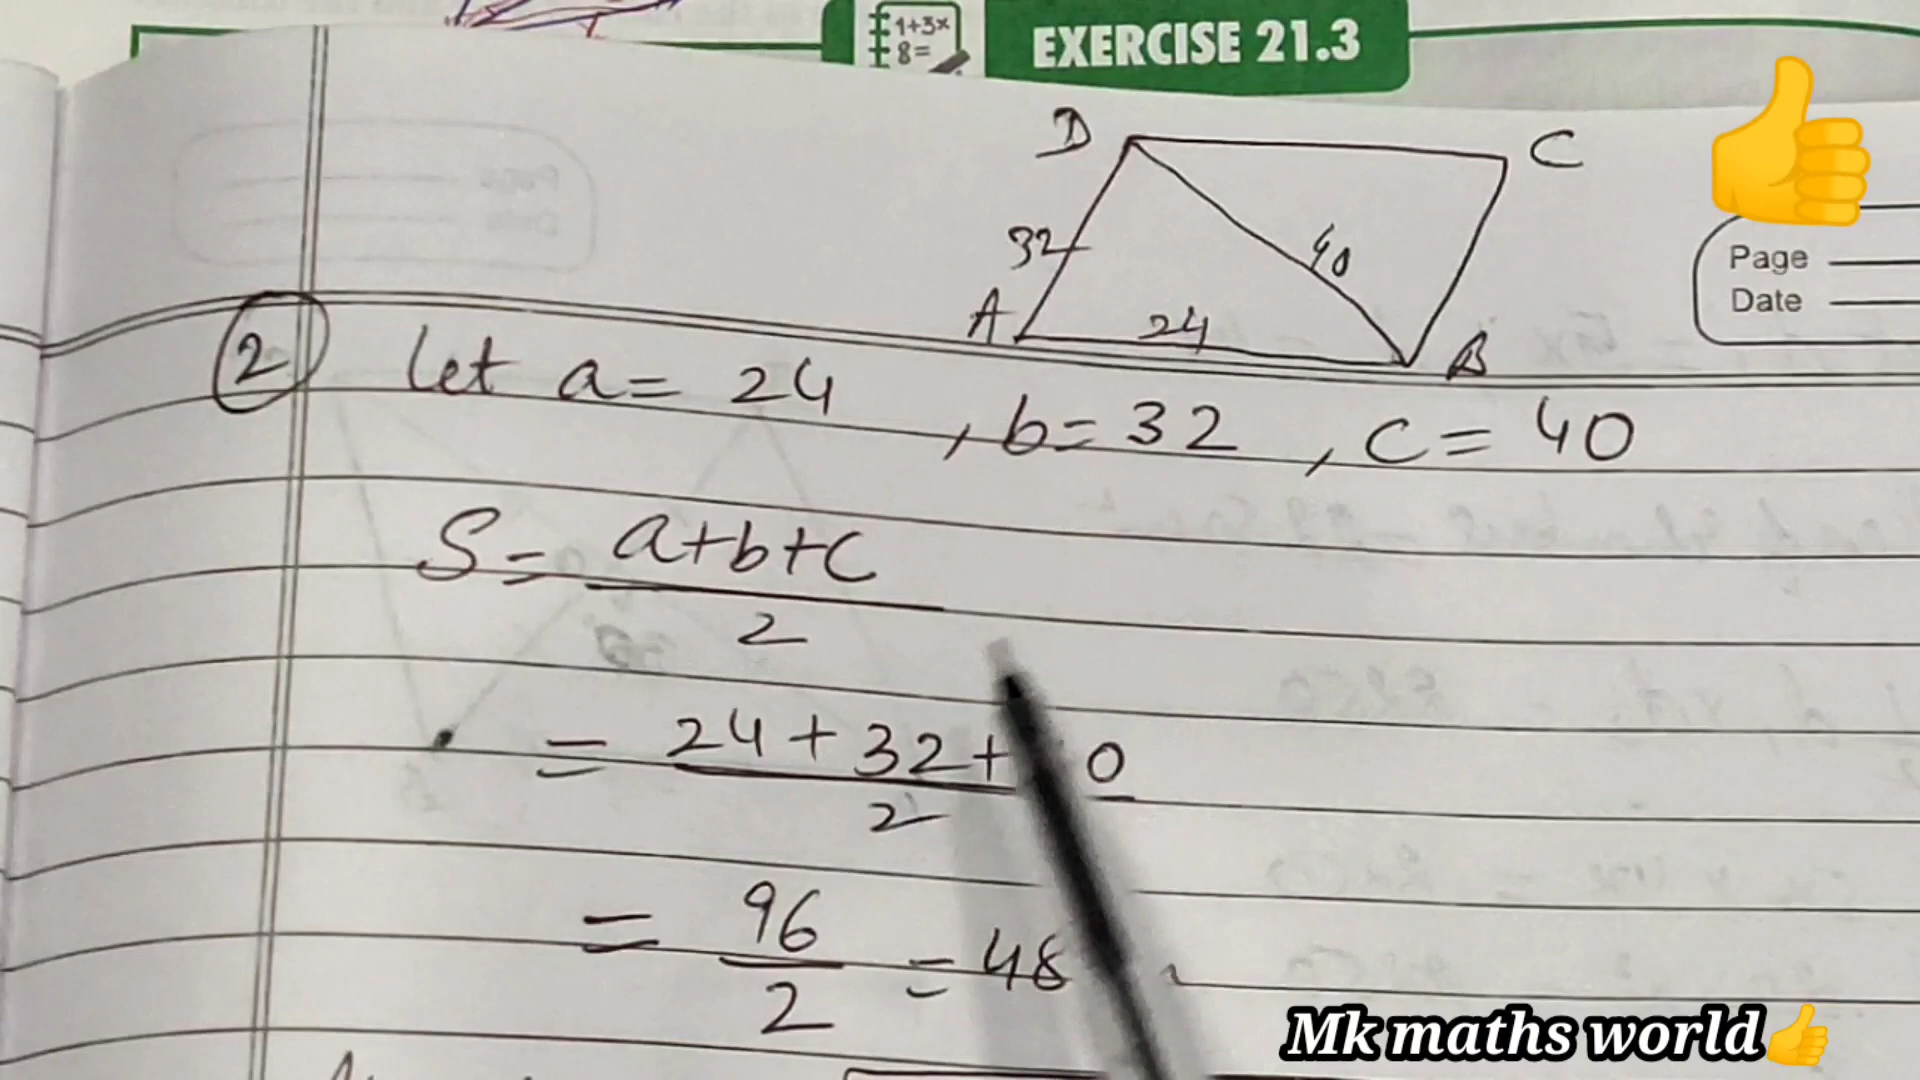 1+3x
8=
EXERCISE 21.3
D
C
32
40
A
24
B
Page
Date
2 Let a = 24 , b = 32 , c = 40
S = a+b+c
2
= 24 + 32 + 0
2
= 96
2
= 48
Mk maths world👍